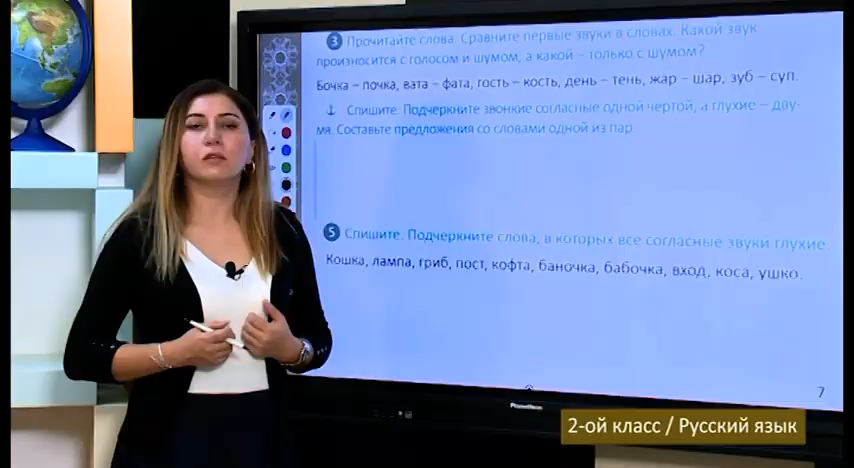 3 Прочитайте слова. Сравните первые звуки в словах. Какой звук
произносится с голосом и шумом, а какой – только с шумом?
Бочка – почка, вата – фата, гость – кость, день – тень, жар – шар, зуб – суп.
Спишите. Подчеркните звонкие согласные одной чертой, а глухие – дву-
мя. Составьте предложения со словами одной из пар.
5 Спишите. Подчеркните слова, в которых все согласные звуки глухие.
Кошка, лампа, гриб, пост, кофта, баночка, бабочка, вход, коса, ушко.
7
2-ой класс / Русский язык